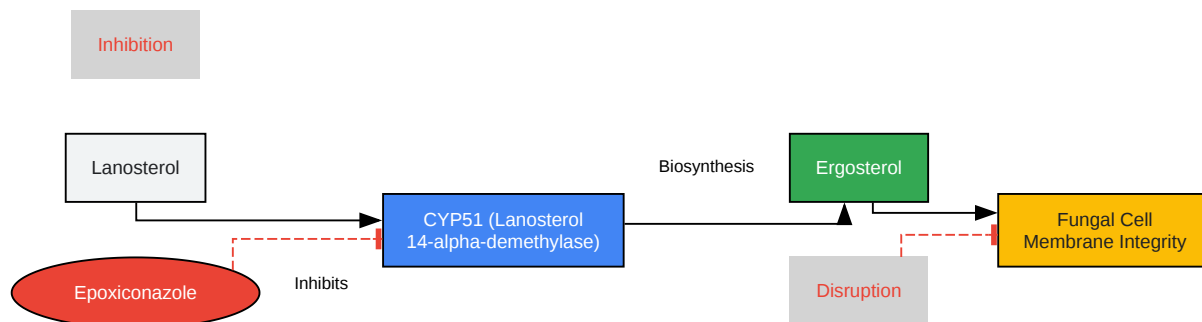 Inhibition
Lanosterol
Biosynthesis
Ergosterol
CYP51 (Lanosterol
14-alpha-demethylase)
Fungal Cell
Membrane Integrity
Epoxiconazole
Inhibits
Disruption